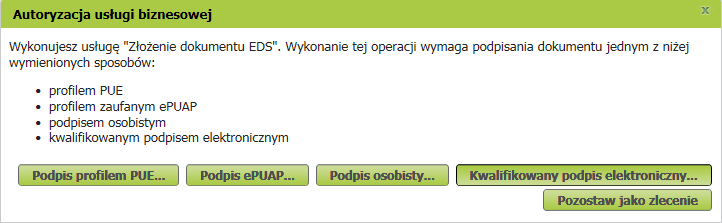 Autoryzacja usługi biznesowej
x
Wykonujesz usługę "Złożenie dokumentu EDS". Wykonanie tej operacji wymaga podpisania dokumentu jednym z niżej
wymienionych sposobów:
• profilem PUE
• profilem zaufanym ePUAP
• podpisem osobistym
• kwalifikowanym podpisem elektronicznym
Podpis profilem PUE... Podpis ePUAP... Podpis osobisty... Kwalifikowany podpis elektroniczny...
Pozostaw jako zlecenie